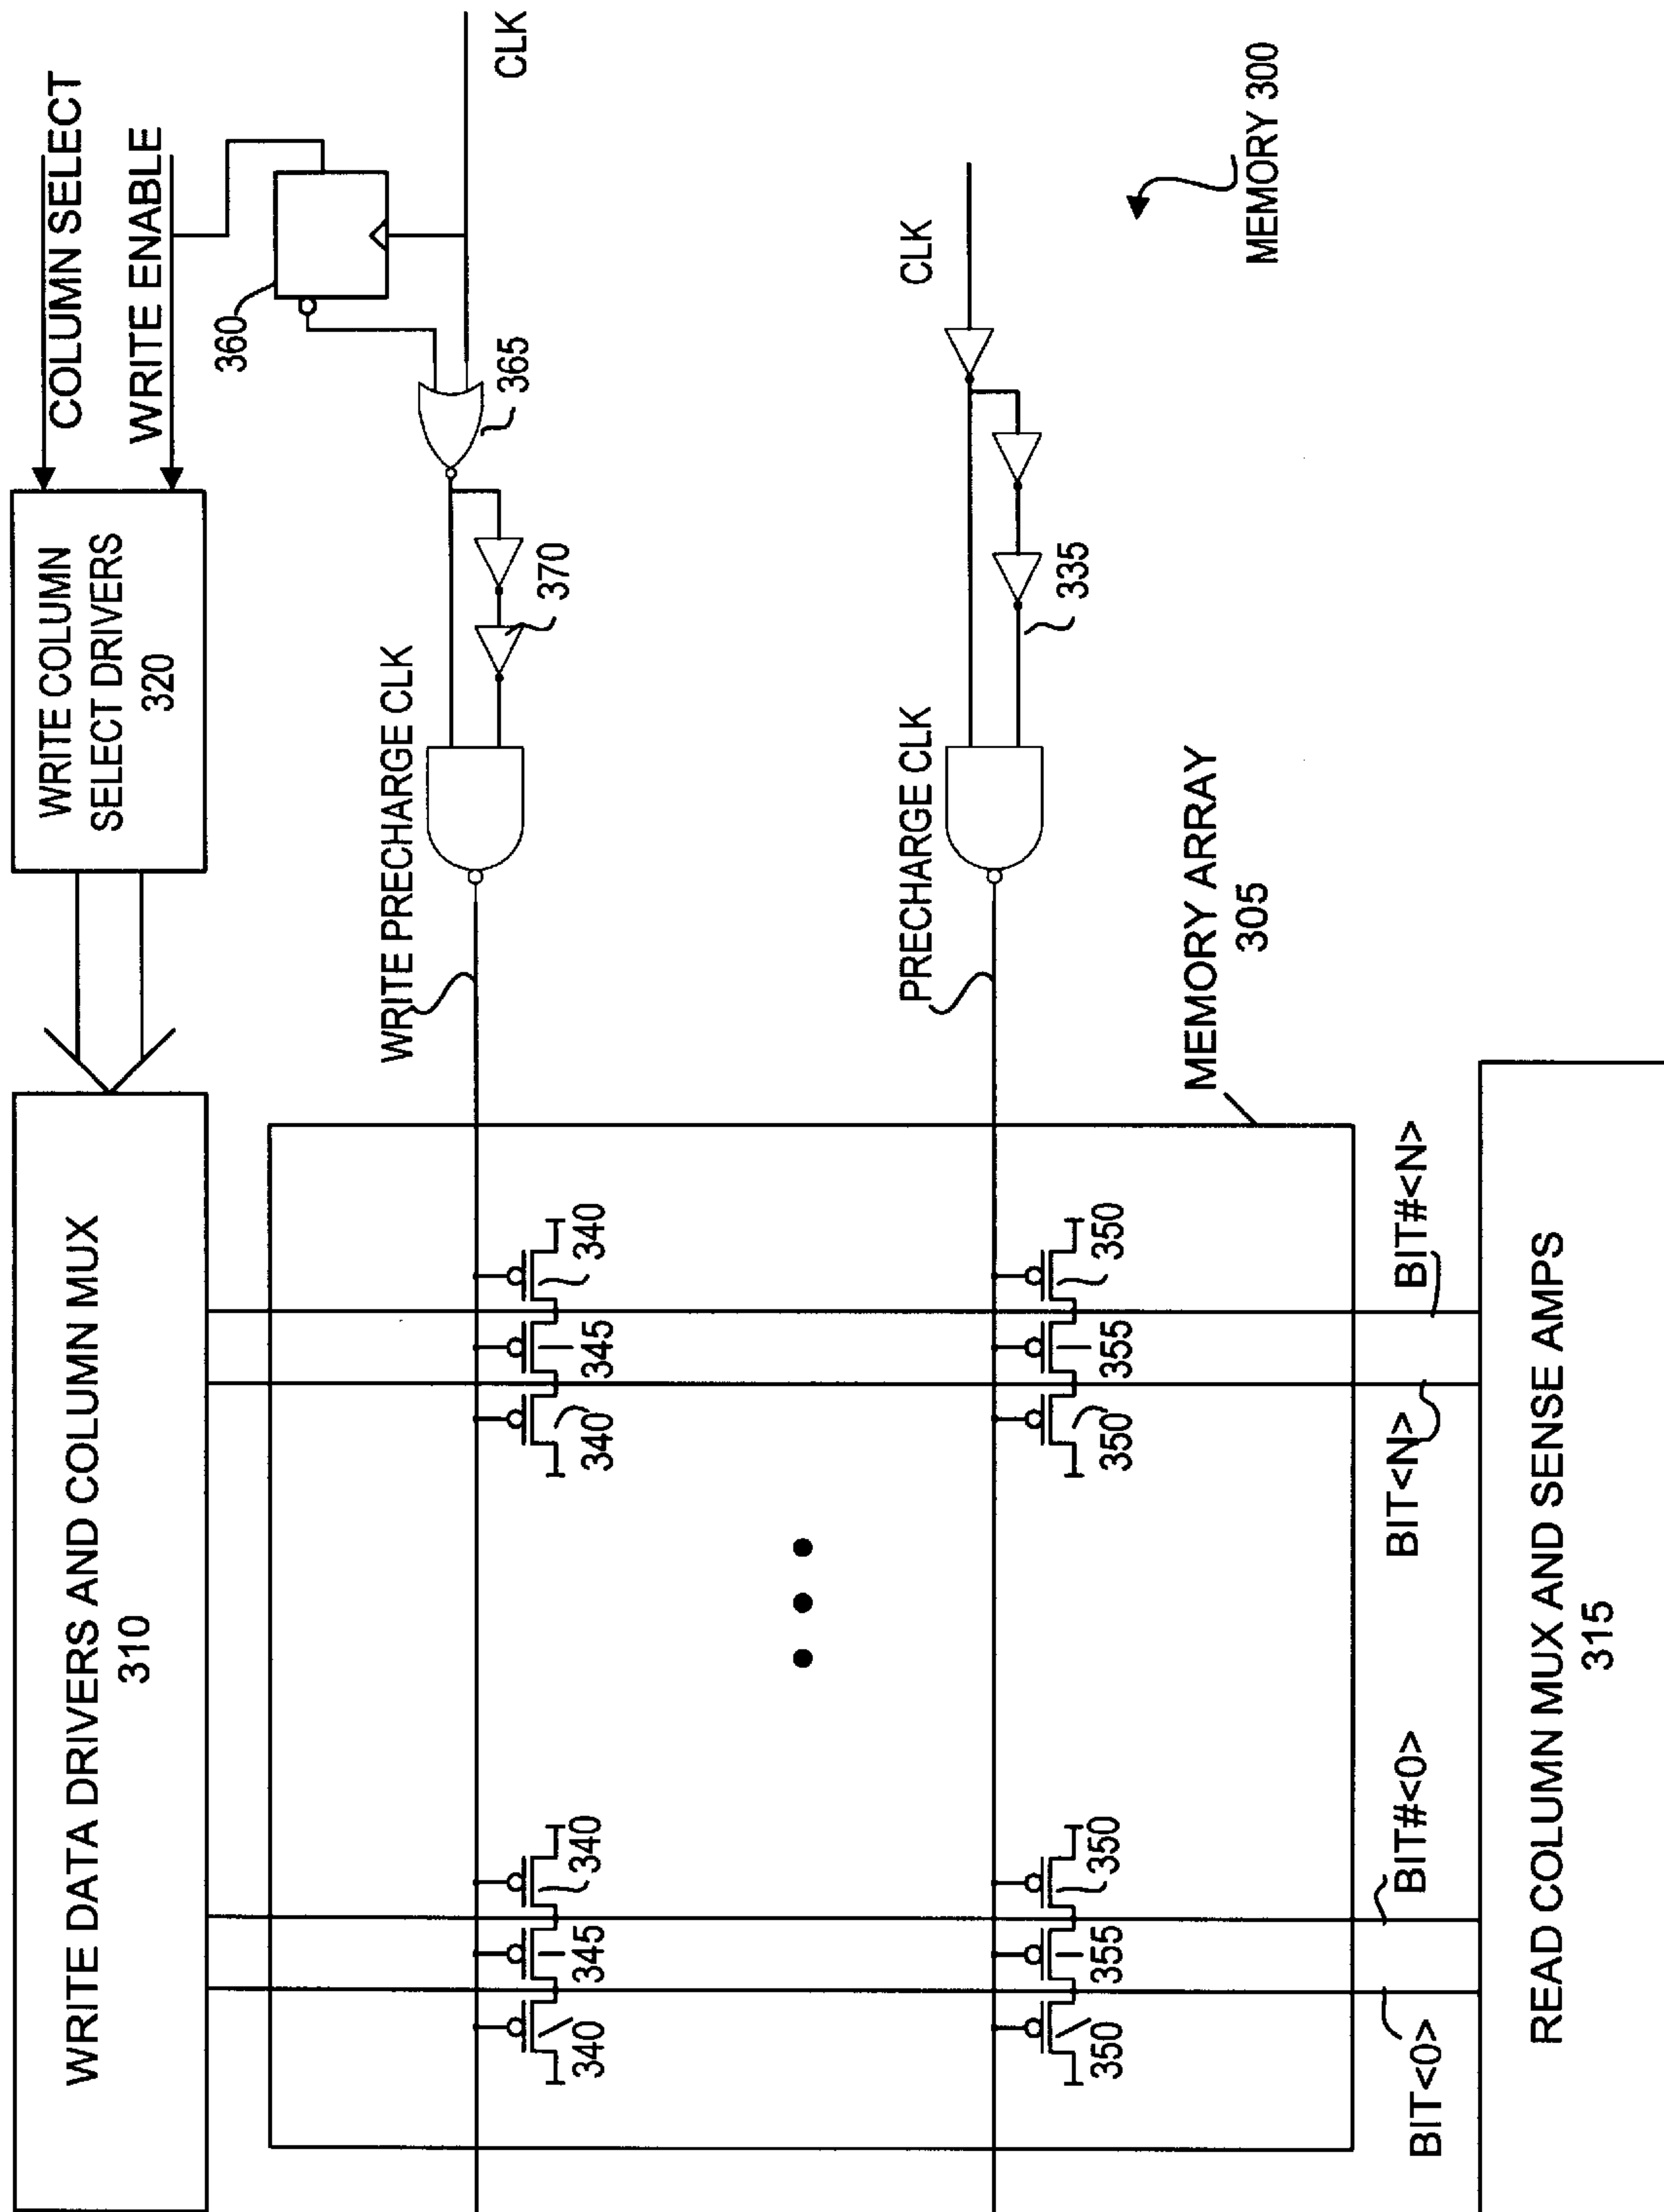 WRITE DATA DRIVERS AND COLUMN MUX
310
WRITE COLUMN
SELECT DRIVERS
320
COLUMN SELECT
WRITE ENABLE
360
CLK
365
370
WRITE PRECHARGE CLK
340
345
340
340
345
340
CLK
335
PRECHARGE CLK
350
355
350
350
355
350
MEMORY ARRAY
305
MEMORY 300
BIT<0>
BIT#<0>
BIT<N>
BIT#<N>
READ COLUMN MUX AND SENSE AMPS
315